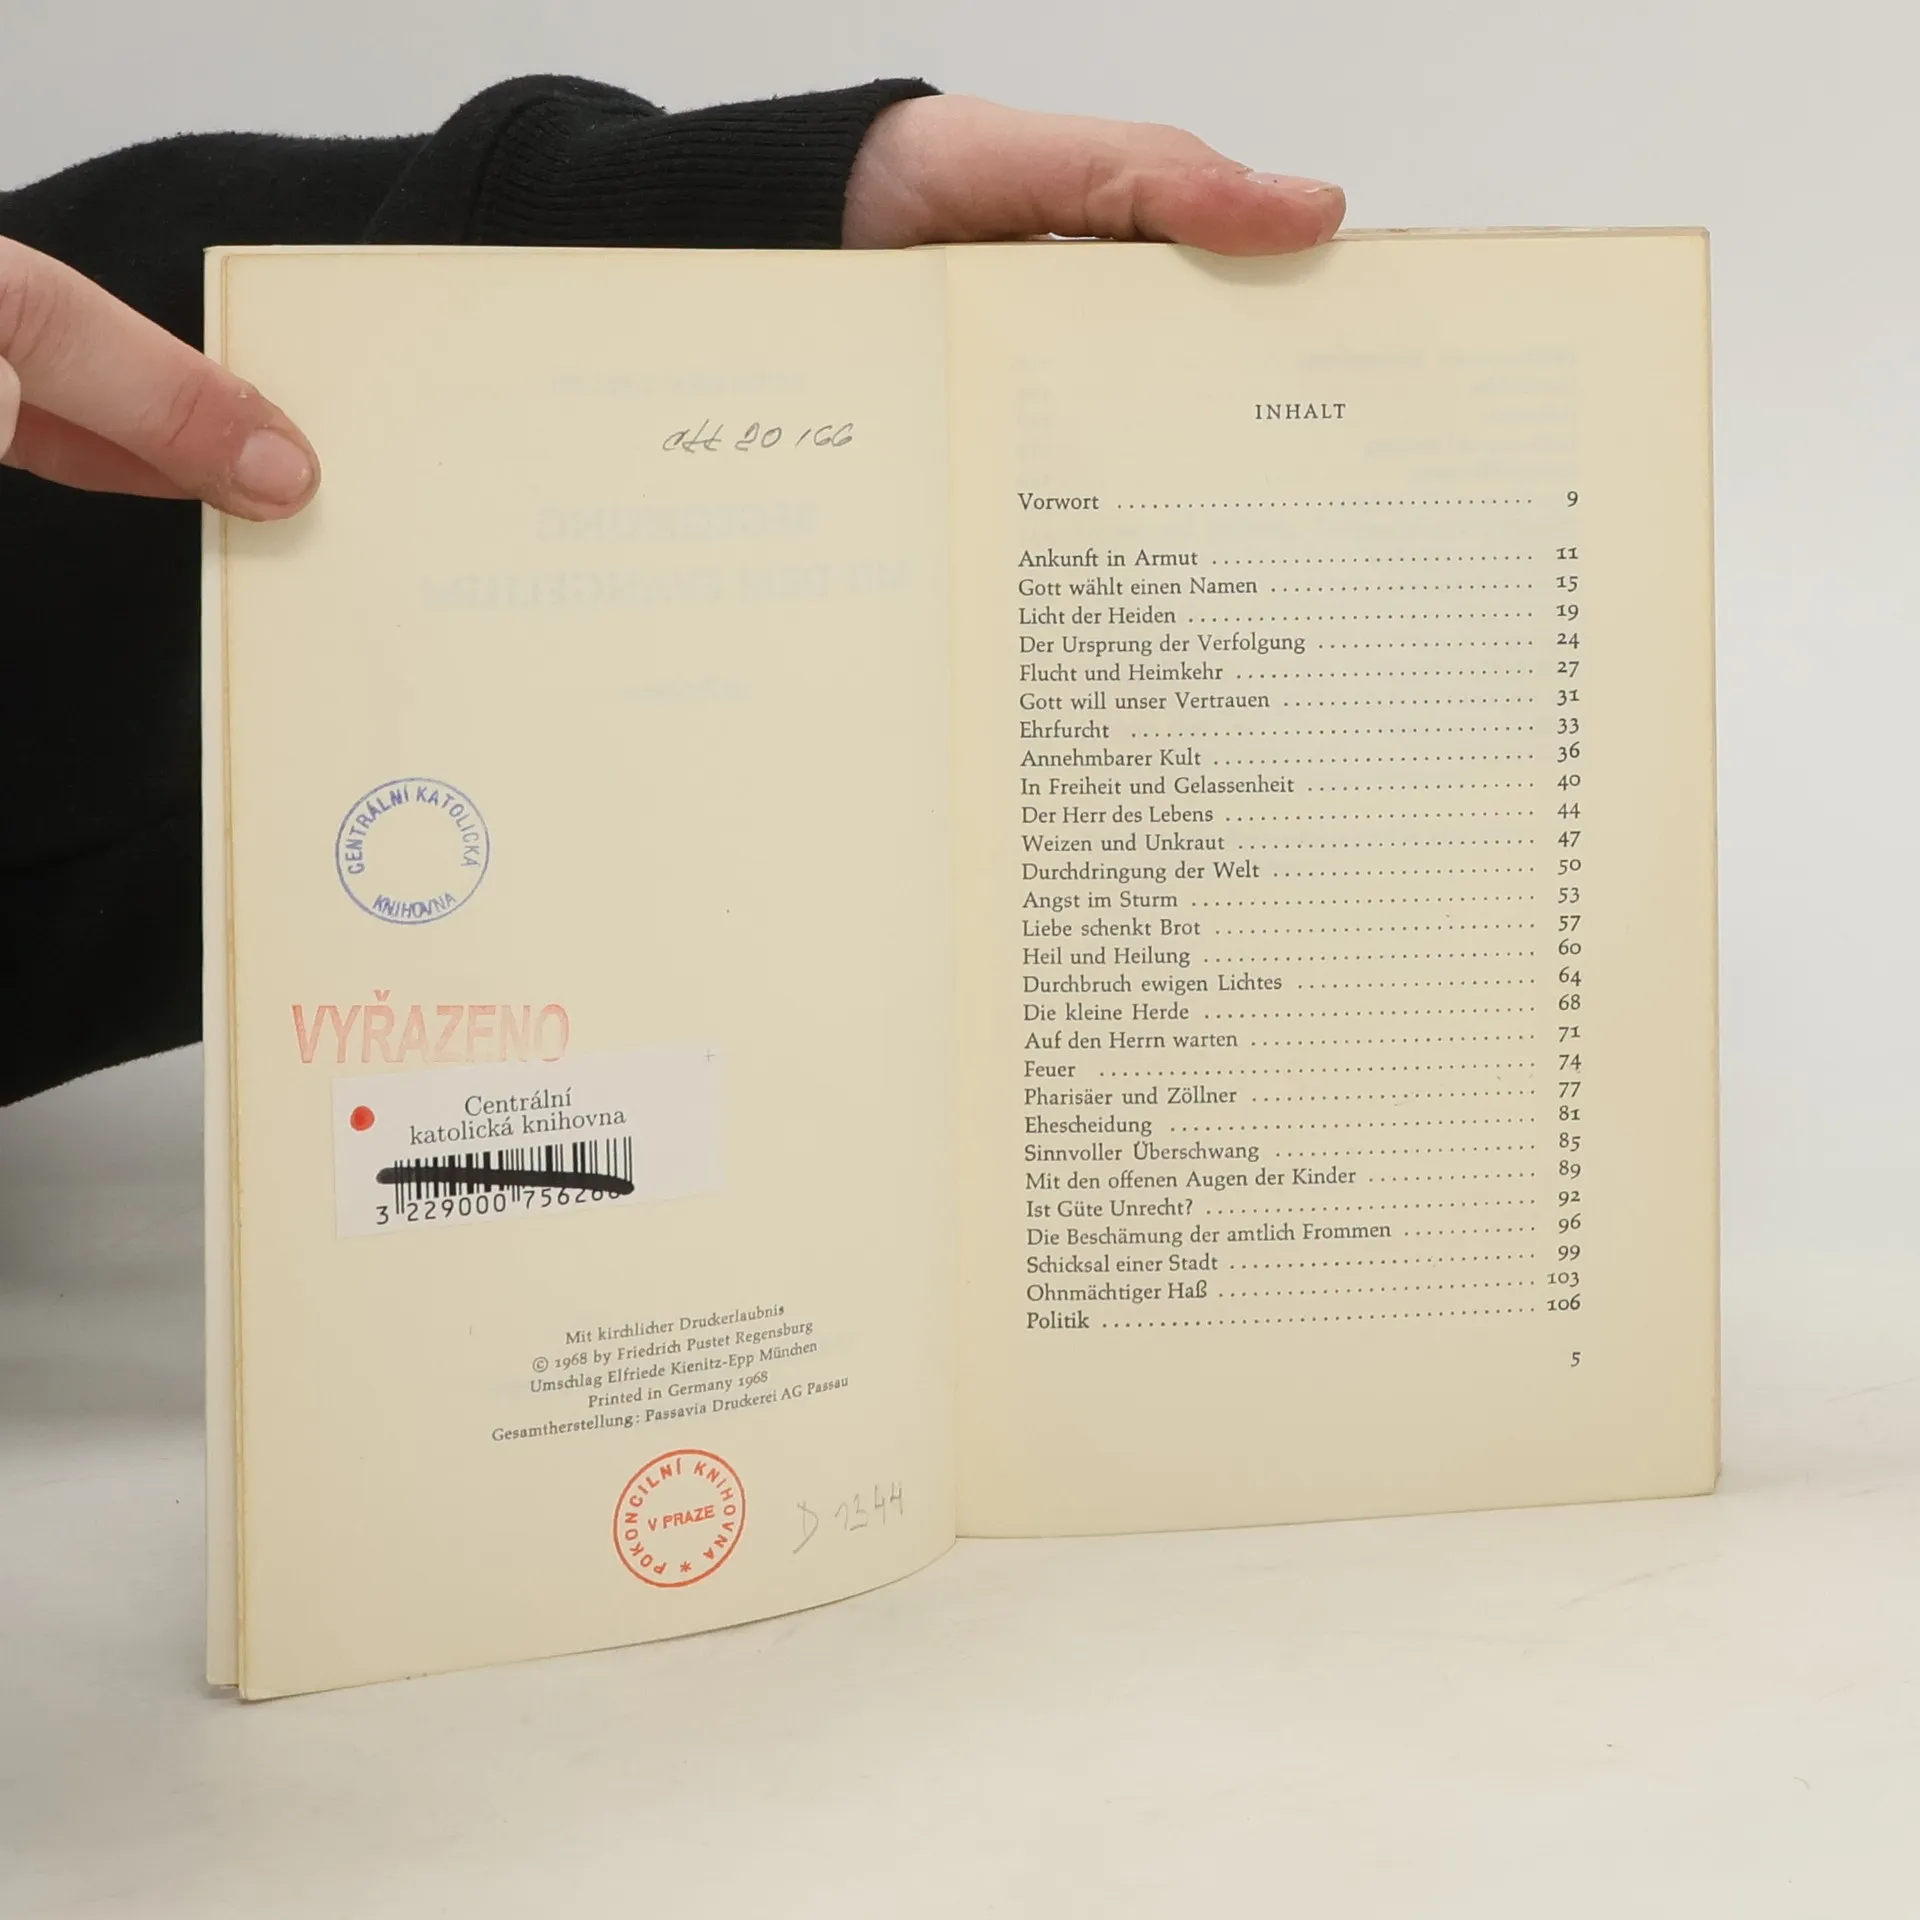 20166
CENTRÁLNÍ KATOLICKÁ
KNIHOVNA
VYŘAZENO
Centrální
katolická knihovna
3 229000
Mit kirchlicher Druckerlaubnis
© 1968 by Friedrich Pustet Regensburg
Umschlag Elfriede Kienitz-Epp München
Printed in Germany 1968
Gesamtherstellung: Passavia Druckerei AG Passau
POKONCILNÍ KNIHOVNA *
V PRAZE
D 1344
INHALT
Vorwort 9
Ankunft in Armut 11
Gott wählt einen Namen 15
Licht der Heiden 19
Der Ursprung der Verfolgung 24
Flucht und Heimkehr 27
Gott will unser Vertrauen 31
Ehrfurcht 33
Annehmbarer Kult 36
In Freiheit und Gelassenheit 40
Der Herr des Lebens 44
Weizen und Unkraut 47
Durchdringung der Welt 50
Angst im Sturm 53
Liebe schenkt Brot 57
Heil und Heilung 60
Durchbruch ewigen Lichtes 64
Die kleine Herde 68
Auf den Herrn warten 71
Feuer 74
Pharisäer und Zöllner 77
Ehescheidung 81
Sinnvoller Überschwang 85
Mit den offenen Augen der Kinder 89
Ist Güte Unrecht? 92
Die Beschämung der amtlich Frommen 96
Schicksal einer Stadt 99
Ohnmächtiger Haß 103
Politik 106
5